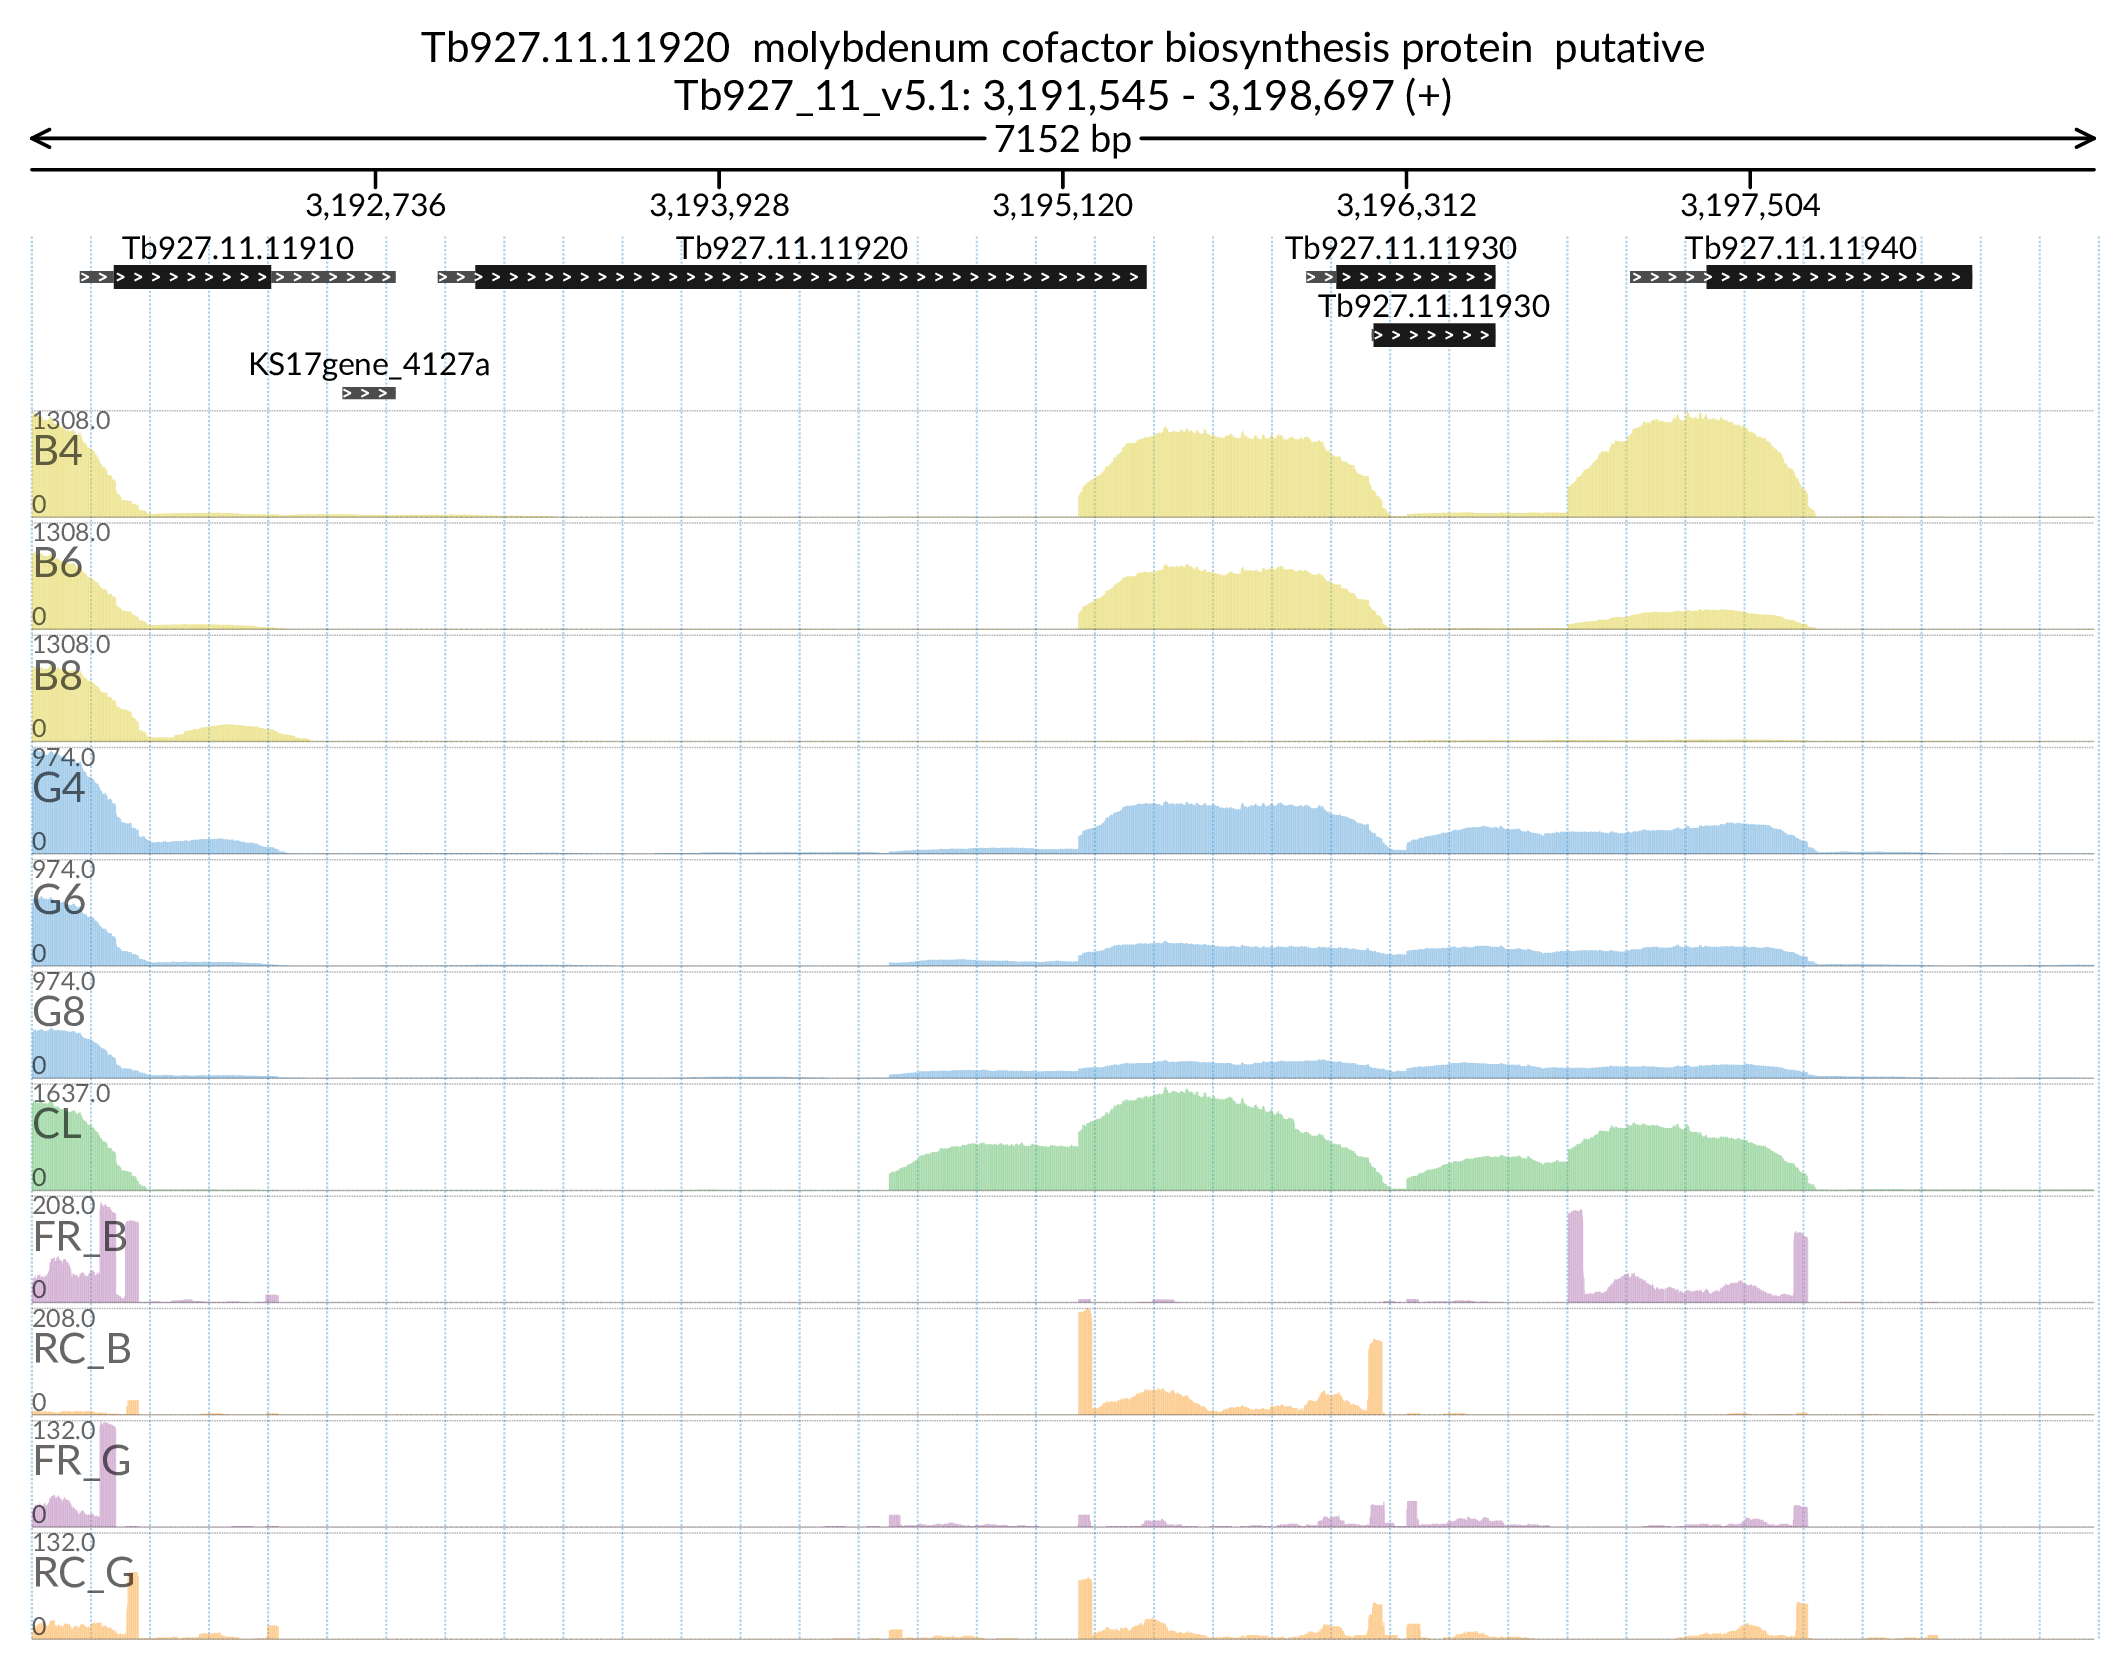 Tb927.11.11920 molybdenum cofactor biosynthesis protein putative
Tb927_11_v5.1: 3,191,545 - 3,198,697 (+)
7152 bp
3,192,736 3,193,928 3,195,120 3,196,312 3,197,504
Tb927.11.11910 Tb927.11.11920 Tb927.11.11930 Tb927.11.11940
Tb927.11.11930
KS17gene_4127a
1308.0
B4
0
1308.0
B6
0
1308.0
B8
0
974.0
G4
0
974.0
G6
0
974.0
G8
0
1637.0
CL
0
208.0
FR_B
0
208.0
RC_B
0
132.0
FR_G
0
132.0
RC_G
0